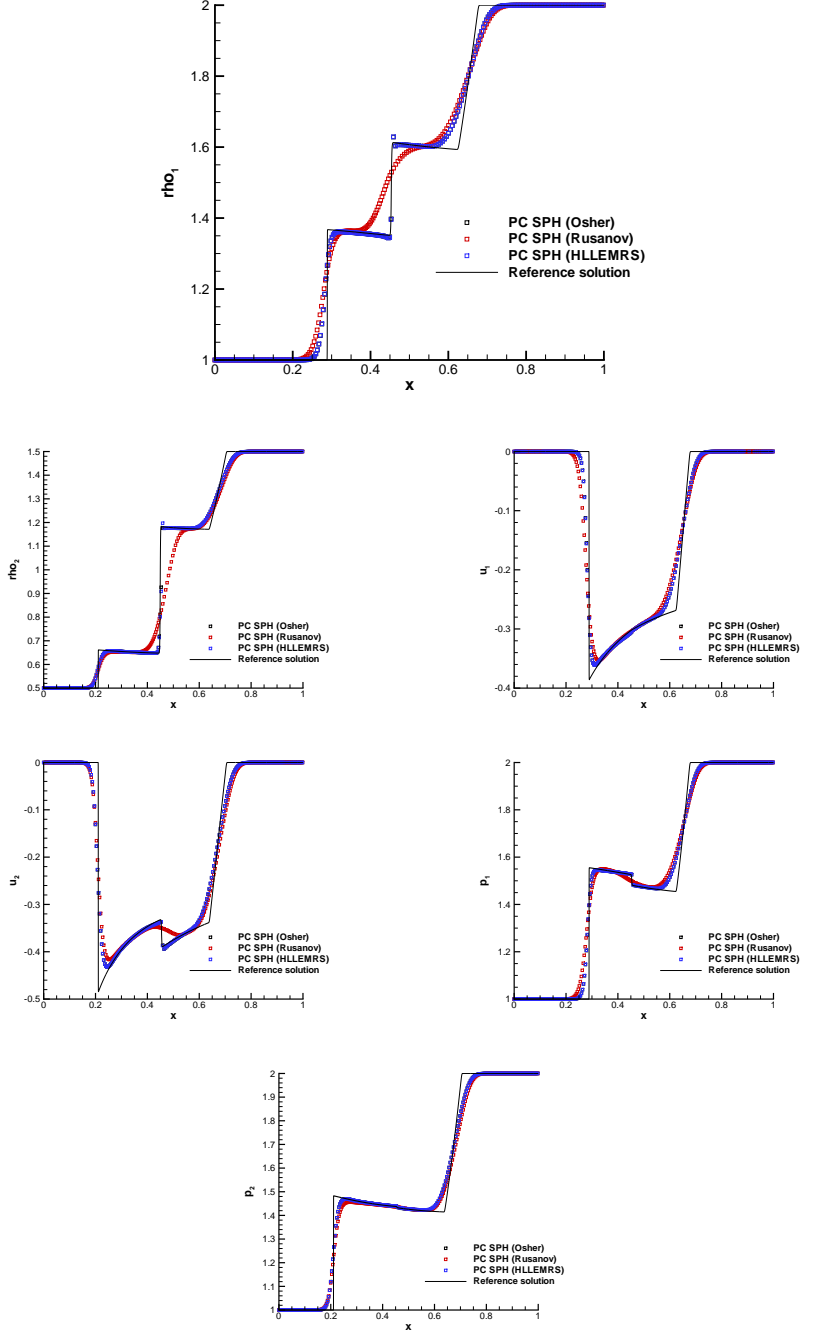 rho1
2
1.8
1.6
1.4
1.2
1
0 0.2 0.4 0.6 0.8 1
x
PC SPH (Osher)
PC SPH (Rusanov)
PC SPH (HLLEMRS)
Reference solution
rho2
1.5
1.4
1.3
1.2
1.1
1
0.9
0.8
0.7
0.6
0.5
0 0.2 0.4 0.6 0.8 1
x
PC SPH (Osher)
PC SPH (Rusanov)
PC SPH (HLLEMRS)
Reference solution
u1
0
-0.1
-0.2
-0.3
-0.4
0 0.2 0.4 0.6 0.8 1
x
PC SPH (Osher)
PC SPH (Rusanov)
PC SPH (HLLEMRS)
Reference solution
u2
0
-0.1
-0.2
-0.3
-0.4
-0.5
0 0.2 0.4 0.6 0.8 1
x
PC SPH (Osher)
PC SPH (Rusanov)
PC SPH (HLLEMRS)
Reference solution
p1
2
1.8
1.6
1.4
1.2
1
0 0.2 0.4 0.6 0.8 1
x
PC SPH (Osher)
PC SPH (Rusanov)
PC SPH (HLLEMRS)
Reference solution
p2
2
1.9
1.8
1.7
1.6
1.5
1.4
1.3
1.2
1.1
1
0 0.2 0.4 0.6 0.8 1
x
PC SPH (Osher)
PC SPH (Rusanov)
PC SPH (HLLEMRS)
Reference solution